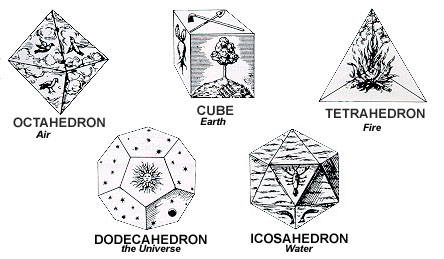 OCTAHEDRON
Air
CUBE
Earth
TETRAHEDRON
Fire
DODECAHEDRON
the Universe
ICOSAHEDRON
Water